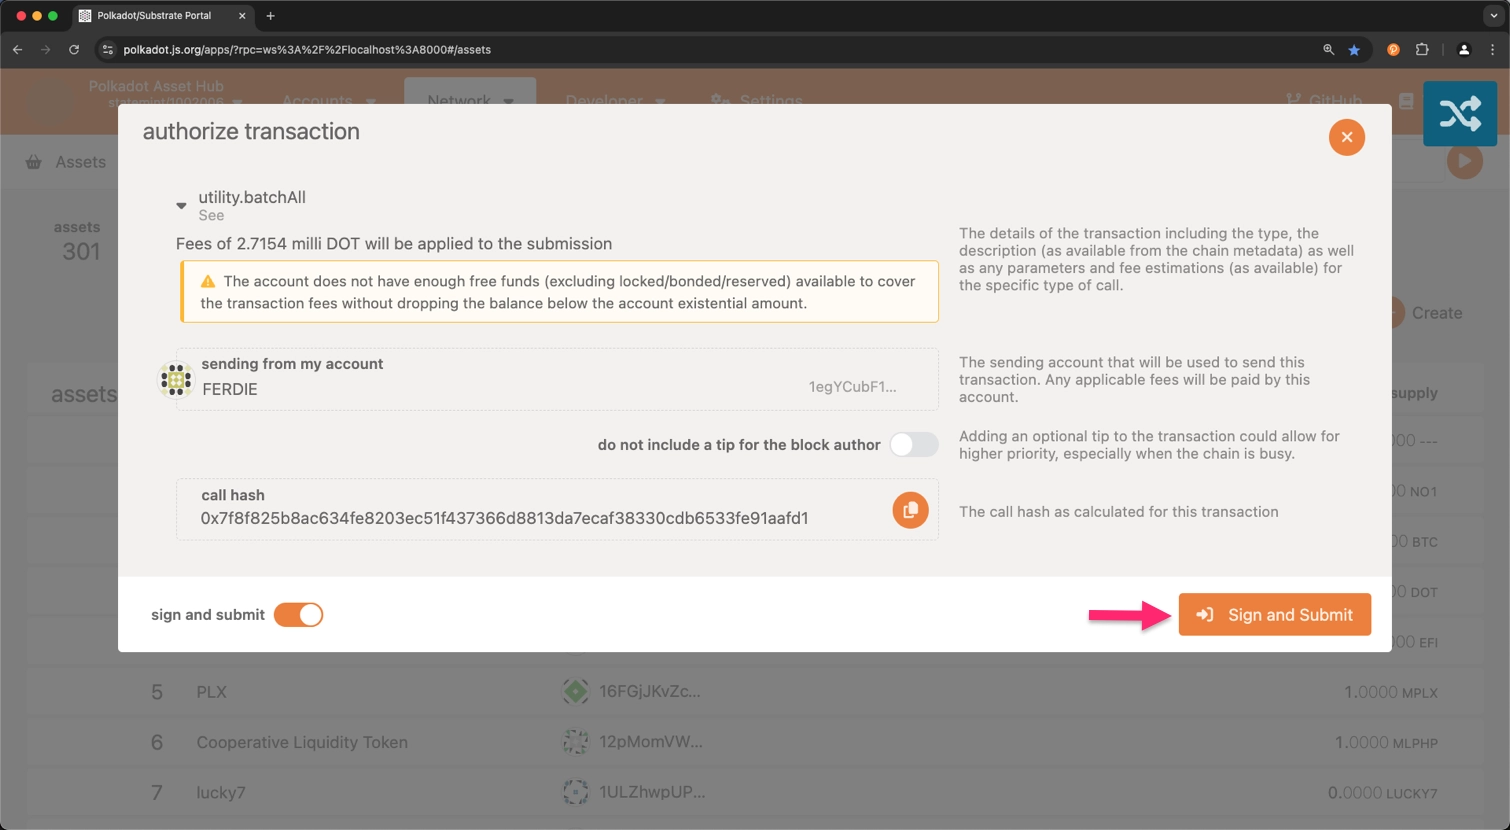 Polkadot/Substrate Portal
polkadot.js.org/apps/?rpc=ws%3A%2F%2Flocalhost%3A8000#/assets
Polkadot Asset Hub
statemint/1002006
Accounts
Network
Developer
Settings
GitHub
Assets
assets
301
Create
assets
supply
authorize transaction
utility.batchAll
See
Fees of 2.7154 milli DOT will be applied to the submission
The account does not have enough free funds (excluding locked/bonded/reserved) available to cover
the transaction fees without dropping the balance below the account existential amount.
The details of the transaction including the type, the
description (as available from the chain metadata) as well
as any parameters and fee estimations (as available) for
the specific type of call.
sending from my account
FERDIE
1egYCubF1...
The sending account that will be used to send this
transaction. Any applicable fees will be paid by this
account.
do not include a tip for the block author
Adding an optional tip to the transaction could allow for
higher priority, especially when the chain is busy.
call hash
0x7f8f825b8ac634fe8203ec51f437366d8813da7ecaf38330cdb6533fe91aafd1
The call hash as calculated for this transaction
sign and submit
Sign and Submit
00 ---
00 NO1
00 BTC
00 DOT
000 EFI
5 PLX 16FGjJKvZc... 1.0000 MPLX
6 Cooperative Liquidity Token 12pMomVW... 1.0000 MLPHP
7 lucky7 1ULZhwpUP... 0.0000 LUCKY7